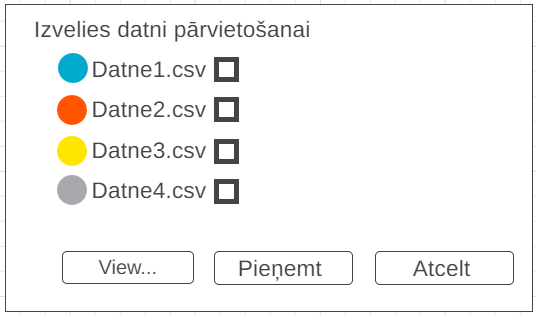 Izvelies datni pārvietošanai
Datne1.csv
Datne2.csv
Datne3.csv
Datne4.csv
View... Pieņemt Atcelt